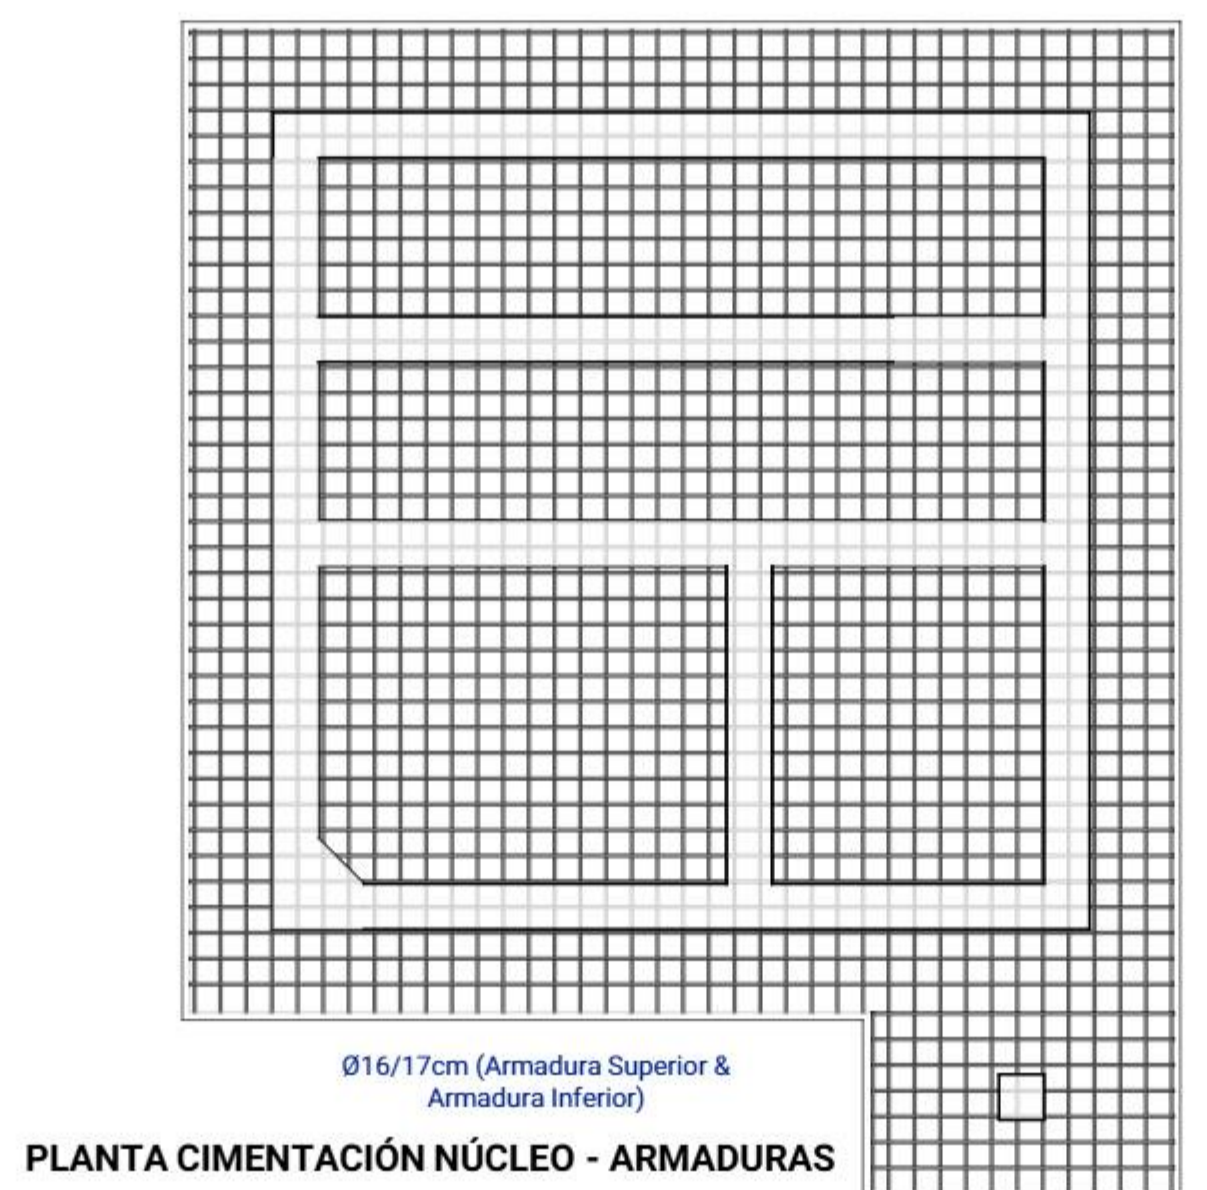 Ø16/17cm (Armadura Superior &
Armadura Inferior)
PLANTA CIMENTACIÓN NÚCLEO - ARMADURAS